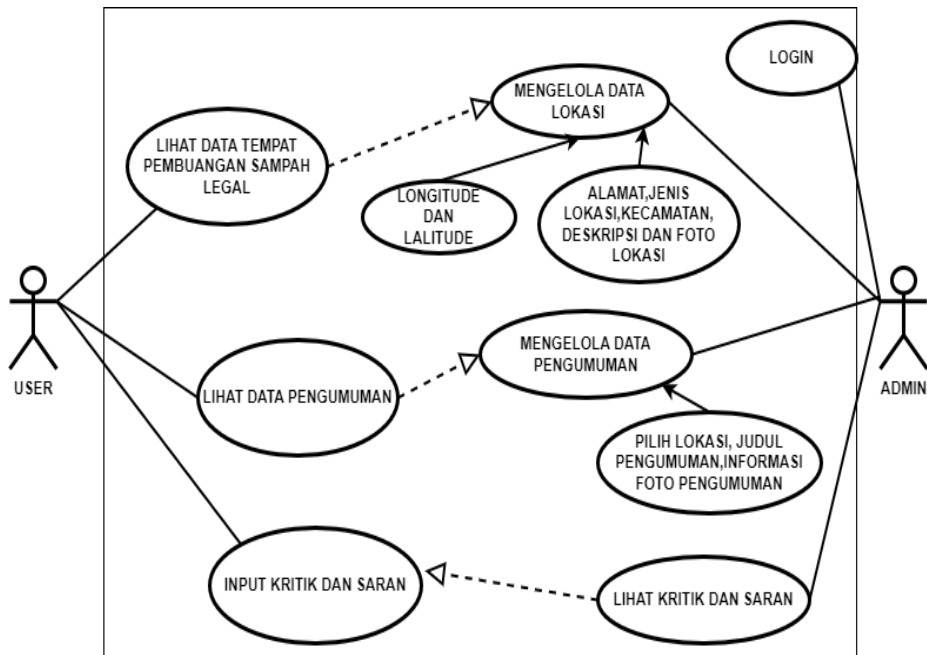 LOGIN
MENGELOLA DATA
LOKASI
LIHAT DATA TEMPAT
PEMBUANGAN SAMPAH
LEGAL
LONGITUDE
DAN
LALITUDE
ALAMAT,JENIS
LOKASI,KECAMATAN,
DESKRIPSI DAN FOTO
LOKASI
USER
ADMIN
MENGELOLA DATA
PENGUMUMAN
LIHAT DATA PENGUMUMAN
PILIH LOKASI, JUDUL
PENGUMUMAN,INFORMASI
FOTO PENGUMUMAN
INPUT KRITIK DAN SARAN
LIHAT KRITIK DAN SARAN